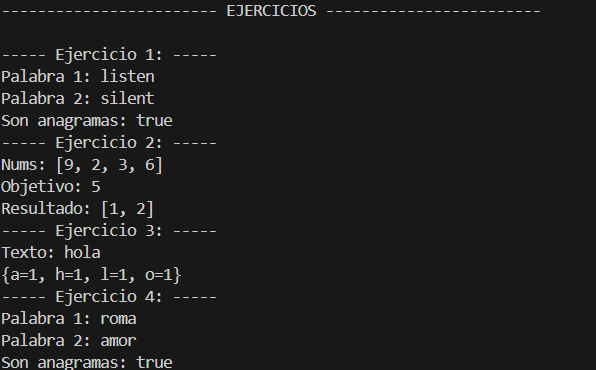 ------------------------ EJERCICIOS ------------------------
----- Ejercicio 1: -----
Palabra 1: listen
Palabra 2: silent
Son anagramas: true
----- Ejercicio 2: -----
Nums: [9, 2, 3, 6]
Objetivo: 5
Resultado: [1, 2]
----- Ejercicio 3: -----
Texto: hola
{a=1, h=1, l=1, o=1}
----- Ejercicio 4: -----
Palabra 1: roma
Palabra 2: amor
Son anagramas: true